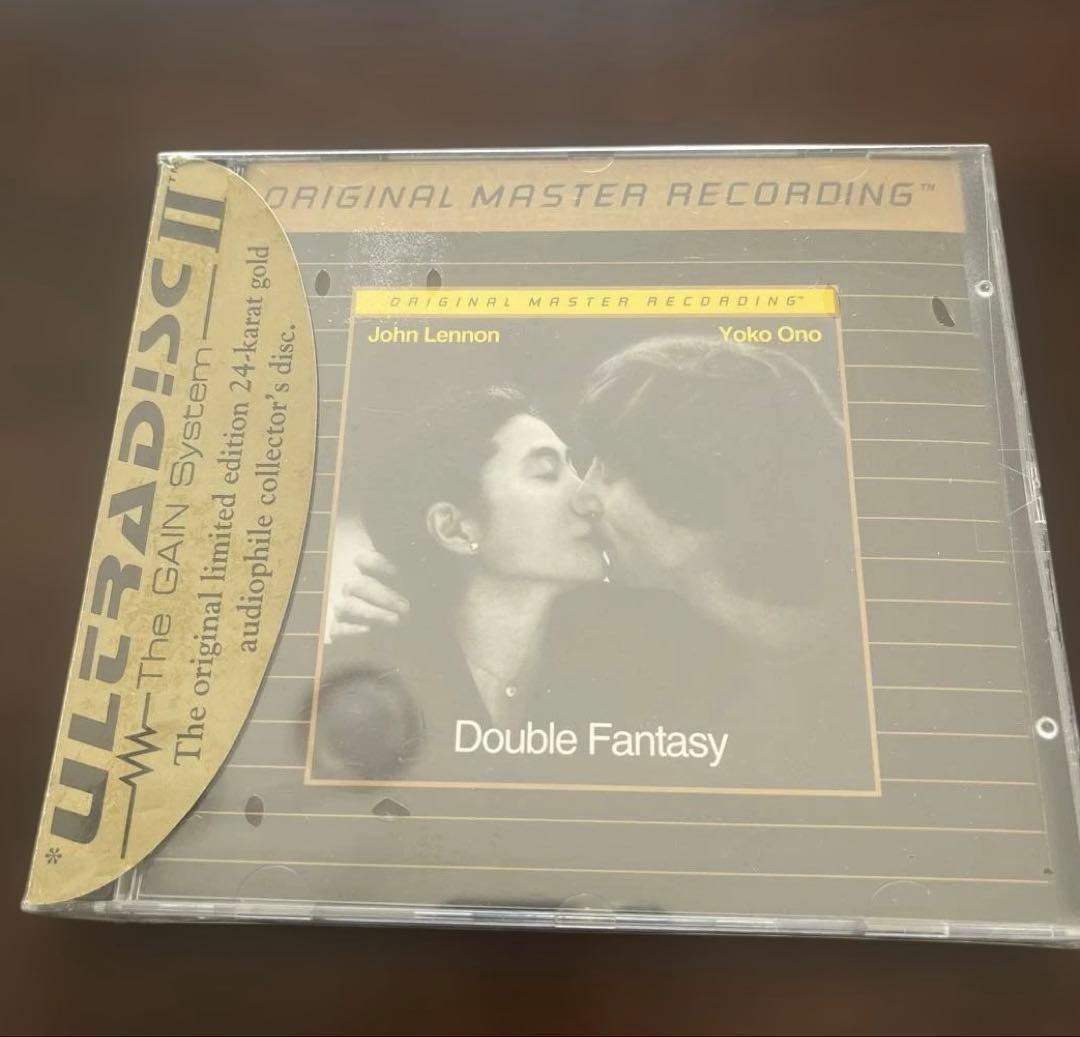 *ULTRADISC II™
The GAIN System
The original limited edition 24-karat gold
audiophile collector's disc.
ORIGINAL MASTER RECORDING™
ORIGINAL MASTER RECORDING™
John Lennon
Yoko Ono
Double Fantasy